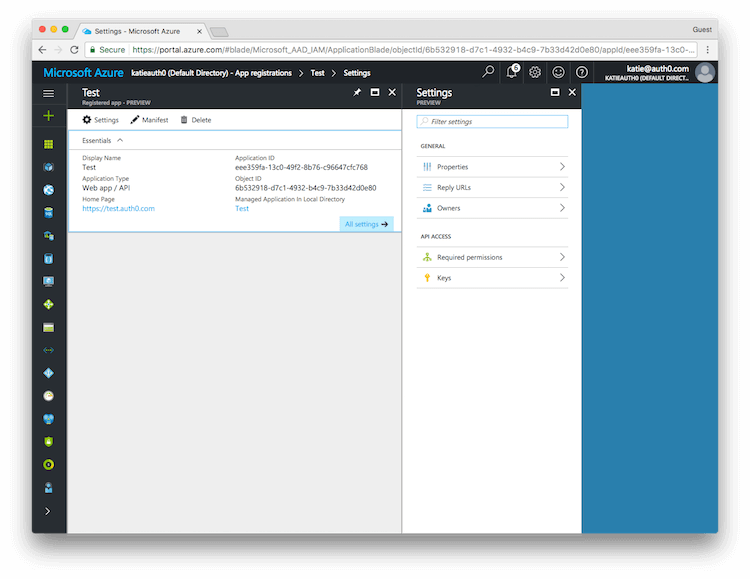 Settings - Microsoft Azure
Guest
Secure
https://portal.azure.com/#blade/Microsoft_AAD_IAM/ApplicationBlade/objectId/6b532918-d7c1-4932-b4c9-7b33d42d0e80/appId/eee359fa-13c0-...
Microsoft Azure katieauth0 (Default Directory) - App registrations > Test > Settings
6
katie@auth0.com
KATIEAUTH0 (DEFAULT DIRECT...
Test
Registered app - PREVIEW
Settings Manifest Delete
Essentials
Display Name
Test
Application Type
Web app / API
Home Page
https://test.auth0.com
Application ID
eee359fa-13c0-49f2-8b76-c96647cfc768
Object ID
6b532918-d7c1-4932-b4c9-7b33d42d0e80
Managed Application In Local Directory
Test
All settings
Settings
PREVIEW
Filter settings
GENERAL
Properties
Reply URLs
Owners
API ACCESS
Required permissions
Keys